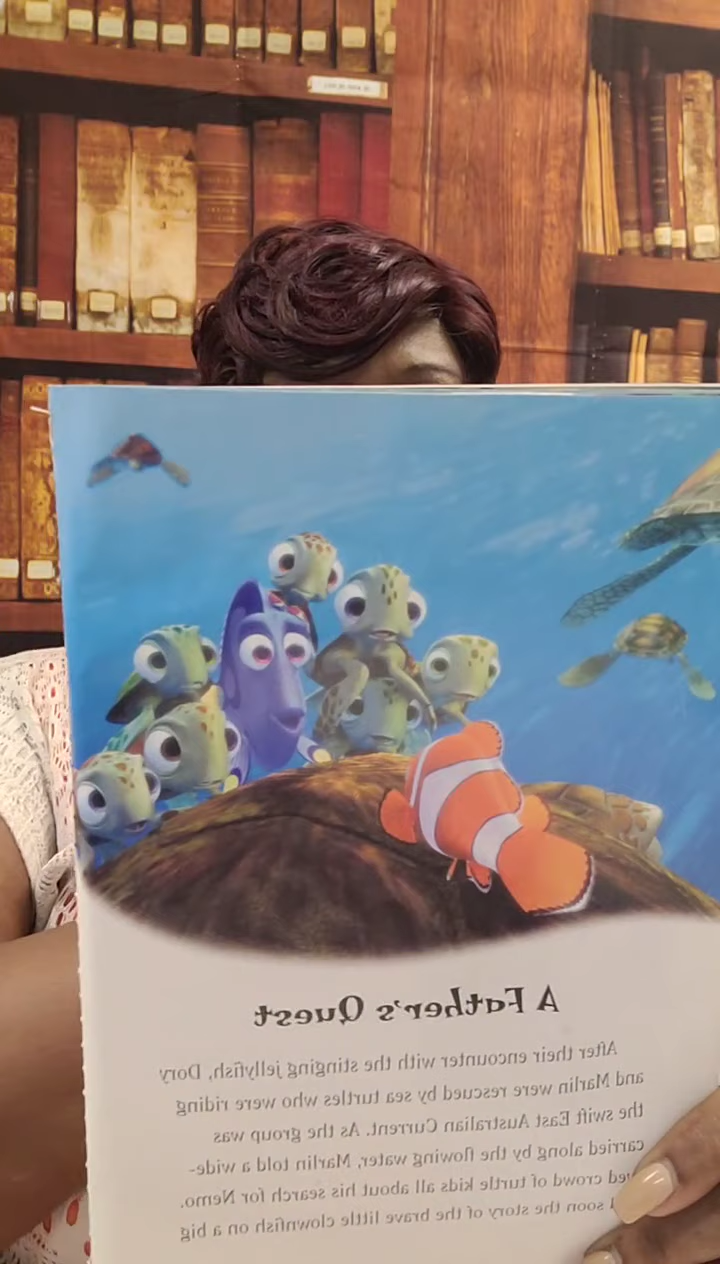 A Father's Quest
After their encounter with the stinging jellyfish, Dory
and Marlin were rescued by sea turtles who were riding
the swift East Australian Current. As the group was
carried along by the flowing water, Marlin told a wide-
crowd of turtle kids all about his search for Nemo.
soon the story of the brave little clownfish on a big